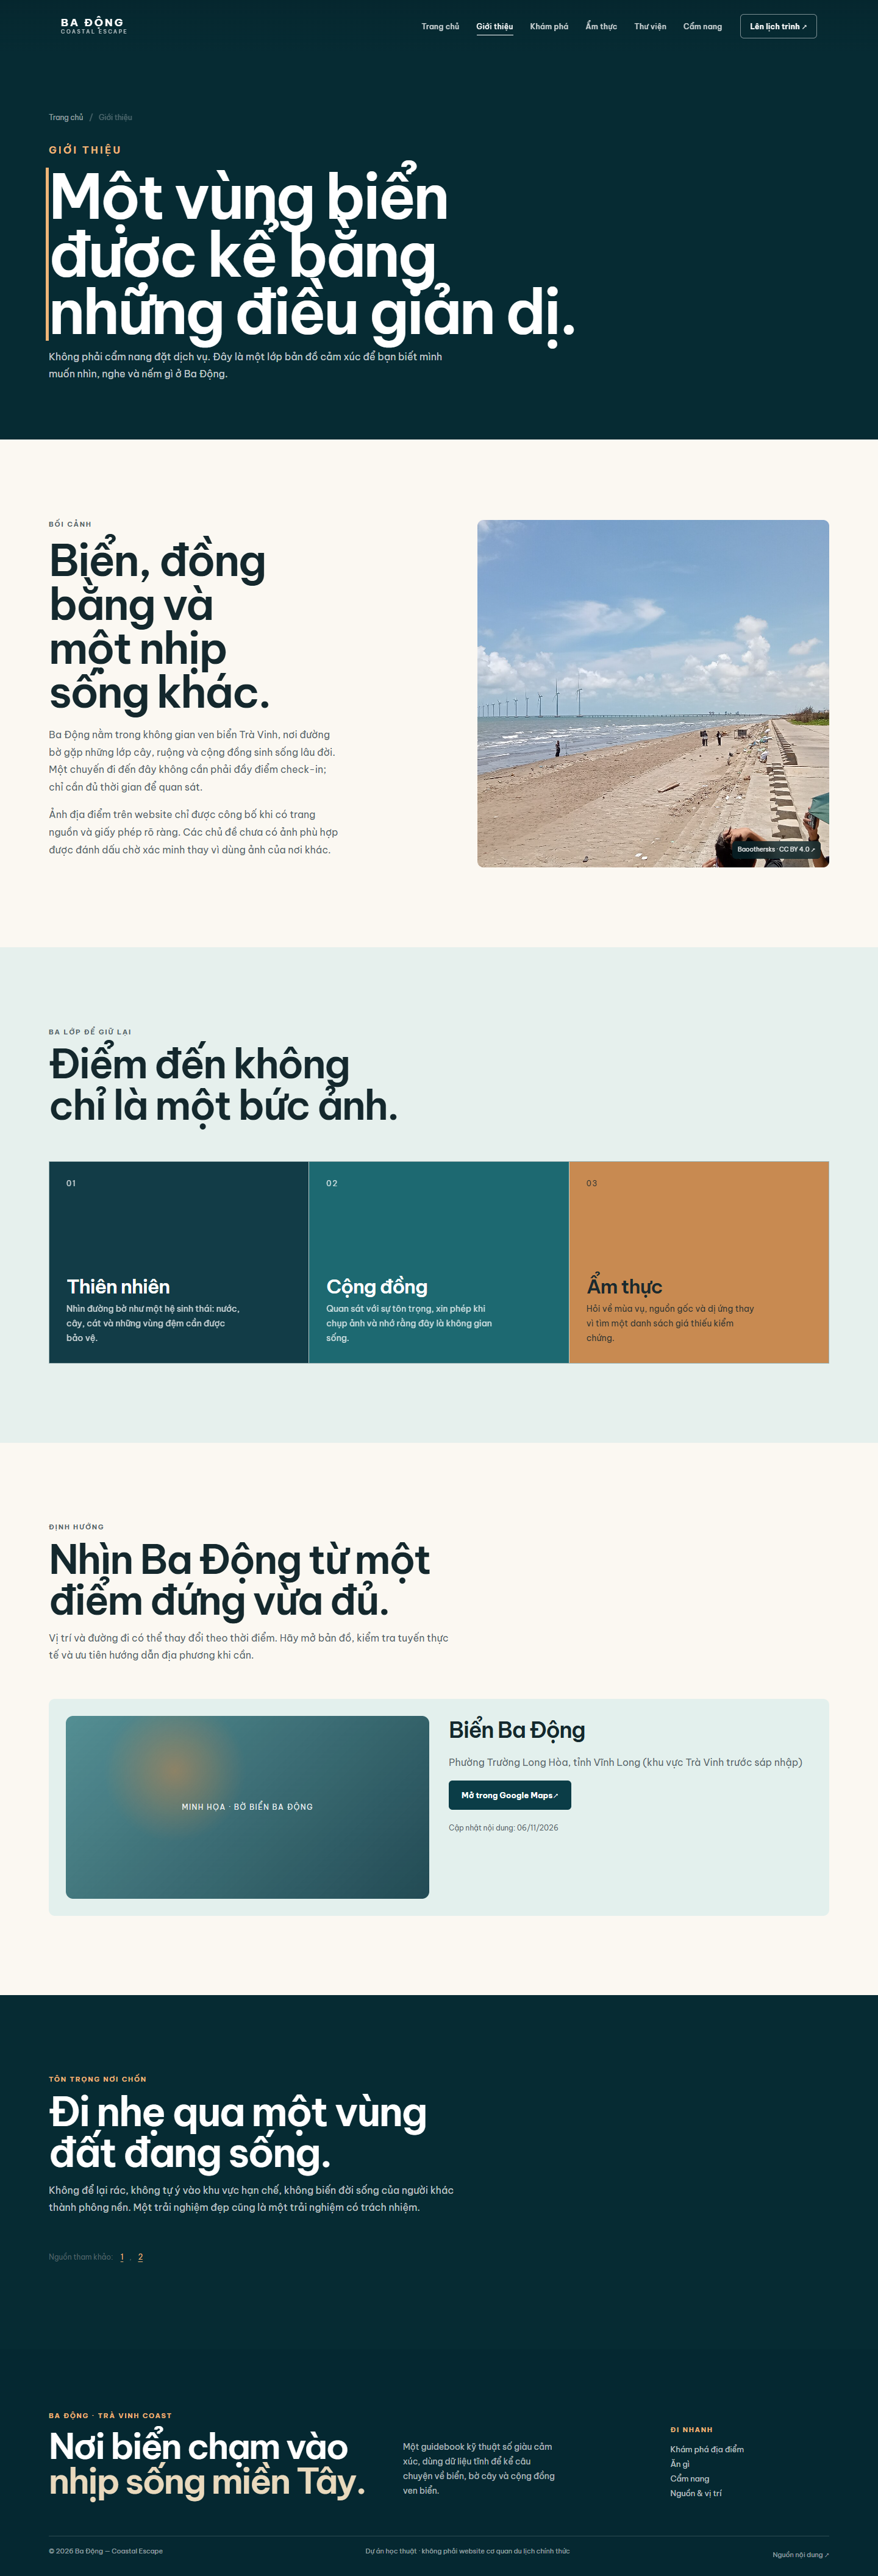 BA ĐỘNG
COASTAL ESCAPE
Trang chủ
Giới thiệu
Khám phá
Ẩm thực
Thư viện
Cẩm nang
Lên lịch trình ↗
Trang chủ / Giới thiệu
GIỚI THIỆU
Một vùng biển
được kể bằng
những điều giản dị.
Không phải cẩm nang đặt dịch vụ. Đây là một lớp bản đồ cảm xúc để bạn biết mình
muốn nhìn, nghe và nếm gì ở Ba Động.
BỐI CẢNH
Biển, đồng
bằng và
một nhịp
sống khác.
Ba Động nằm trong không gian ven biển Trà Vinh, nơi đường
bờ gặp những lớp cây, ruộng và cộng đồng sinh sống lâu đời.
Một chuyến đi đến đây không cần phải đầy điểm check-in;
chỉ cần đủ thời gian để quan sát.
Ảnh địa điểm trên website chỉ được công bố khi có trang
nguồn và giấy phép rõ ràng. Các chủ đề chưa có ảnh phù hợp
được đánh dấu chờ xác minh thay vì dùng ảnh của nơi khác.
Baoothersks · CC BY 4.0 ↗
BA LỚP ĐỂ GIỮ LẠI
Điểm đến không
chỉ là một bức ảnh.
01
Thiên nhiên
Nhìn đường bờ như một hệ sinh thái: nước,
cây, cát và những vùng đệm cần được
bảo vệ.
02
Cộng đồng
Quan sát với sự tôn trọng, xin phép khi
chụp ảnh và nhớ rằng đây là không gian
sống.
03
Ẩm thực
Hỏi về mùa vụ, nguồn gốc và dị ứng thay
vì tìm một danh sách giá thiếu kiểm
chứng.
ĐỊNH HƯỚNG
Nhìn Ba Động từ một
điểm đứng vừa đủ.
Vị trí và đường đi có thể thay đổi theo thời điểm. Hãy mở bản đồ, kiểm tra tuyến thực
tế và ưu tiên hướng dẫn địa phương khi cần.
MINH HỌA · BỜ BIỂN BA ĐỘNG
Biển Ba Động
Phường Trường Long Hòa, tỉnh Vĩnh Long (khu vực Trà Vinh trước sáp nhập)
Mở trong Google Maps↗
Cập nhật nội dung: 06/11/2026
TÔN TRỌNG NƠI CHỐN
Đi nhẹ qua một vùng
đất đang sống.
Không để lại rác, không tự ý vào khu vực hạn chế, không biến đời sống của người khác
thành phông nền. Một trải nghiệm đẹp cũng là một trải nghiệm có trách nhiệm.
Nguồn tham khảo: 1 , 2
BA ĐỘNG · TRÀ VINH COAST
Nơi biển chạm vào
nhịp sống miền Tây.
Một guidebook kỹ thuật số giàu cảm
xúc, dùng dữ liệu tĩnh để kể câu
chuyện về biển, bờ cây và cộng đồng
ven biển.
ĐI NHANH
Khám phá địa điểm
Ăn gì
Cẩm nang
Nguồn & vị trí
© 2026 Ba Động — Coastal Escape
Dự án học thuật · không phải website cơ quan du lịch chính thức
Nguồn nội dung ↗